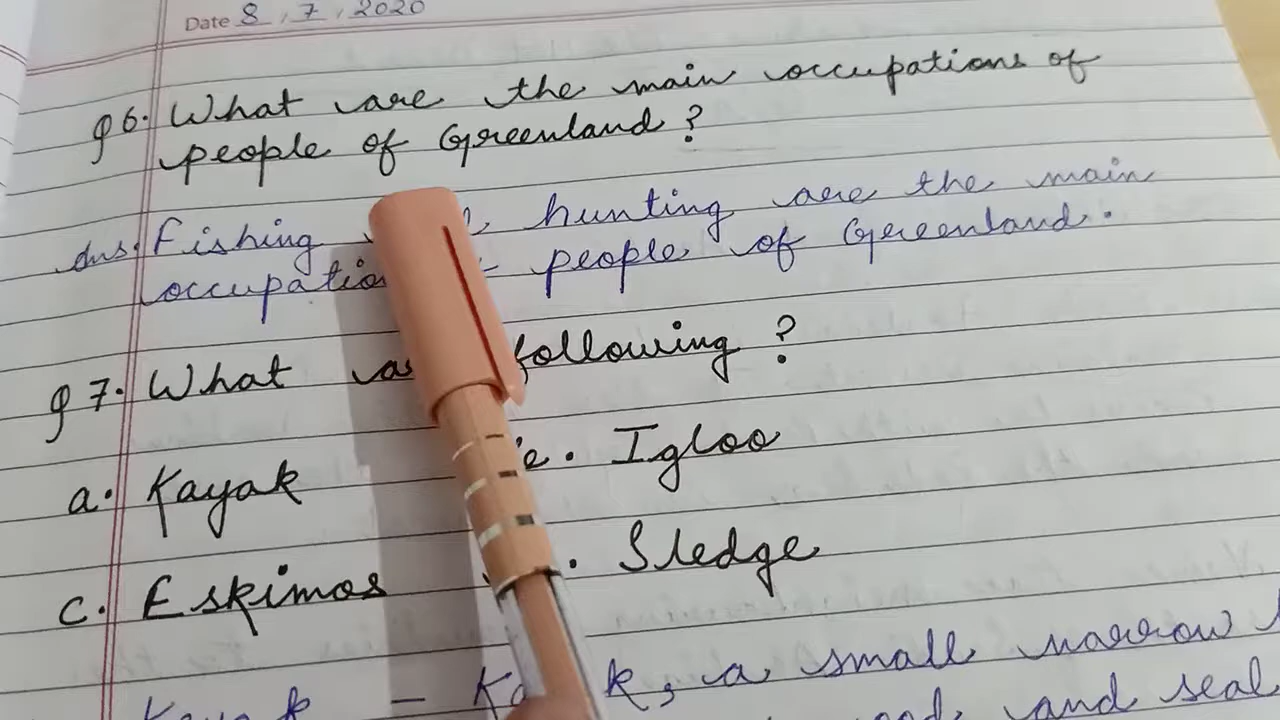 Date 8, 7, 2020
Q6. What are the main occupations of
people of Greenland?
Ans: Fishing hunting are the main
people of Greenland.
Q7. What following?
a. Kayak Igloo
c. Eskimos Sledge
Kayak - a small narrow
and seal